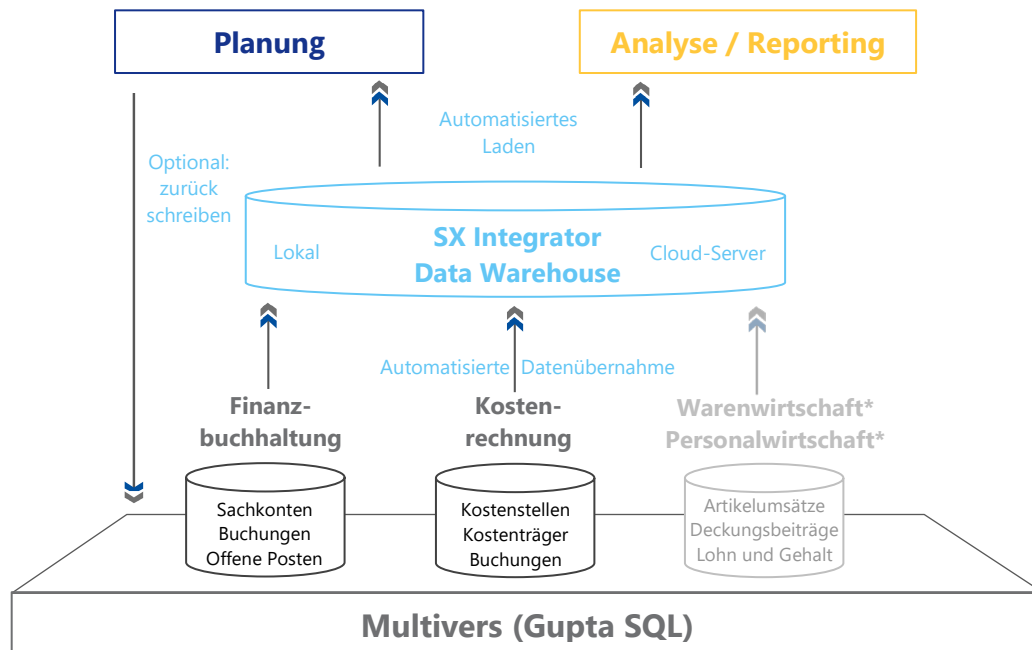 Planung
Analyse / Reporting
Automatisiertes
Laden
Optional:
zurück
schreiben
SX Integrator
Data Warehouse
Lokal
Cloud-Server
Automatisierte Datenübernahme
Finanz-
buchhaltung
Kosten-
rechnung
Warenwirtschaft*
Personalwirtschaft*
Sachkonten
Buchungen
Offene Posten
Kostenstellen
Kostenträger
Buchungen
Artikelumsätze
Deckungsbeiträge
Lohn und Gehalt
Multivers (Gupta SQL)